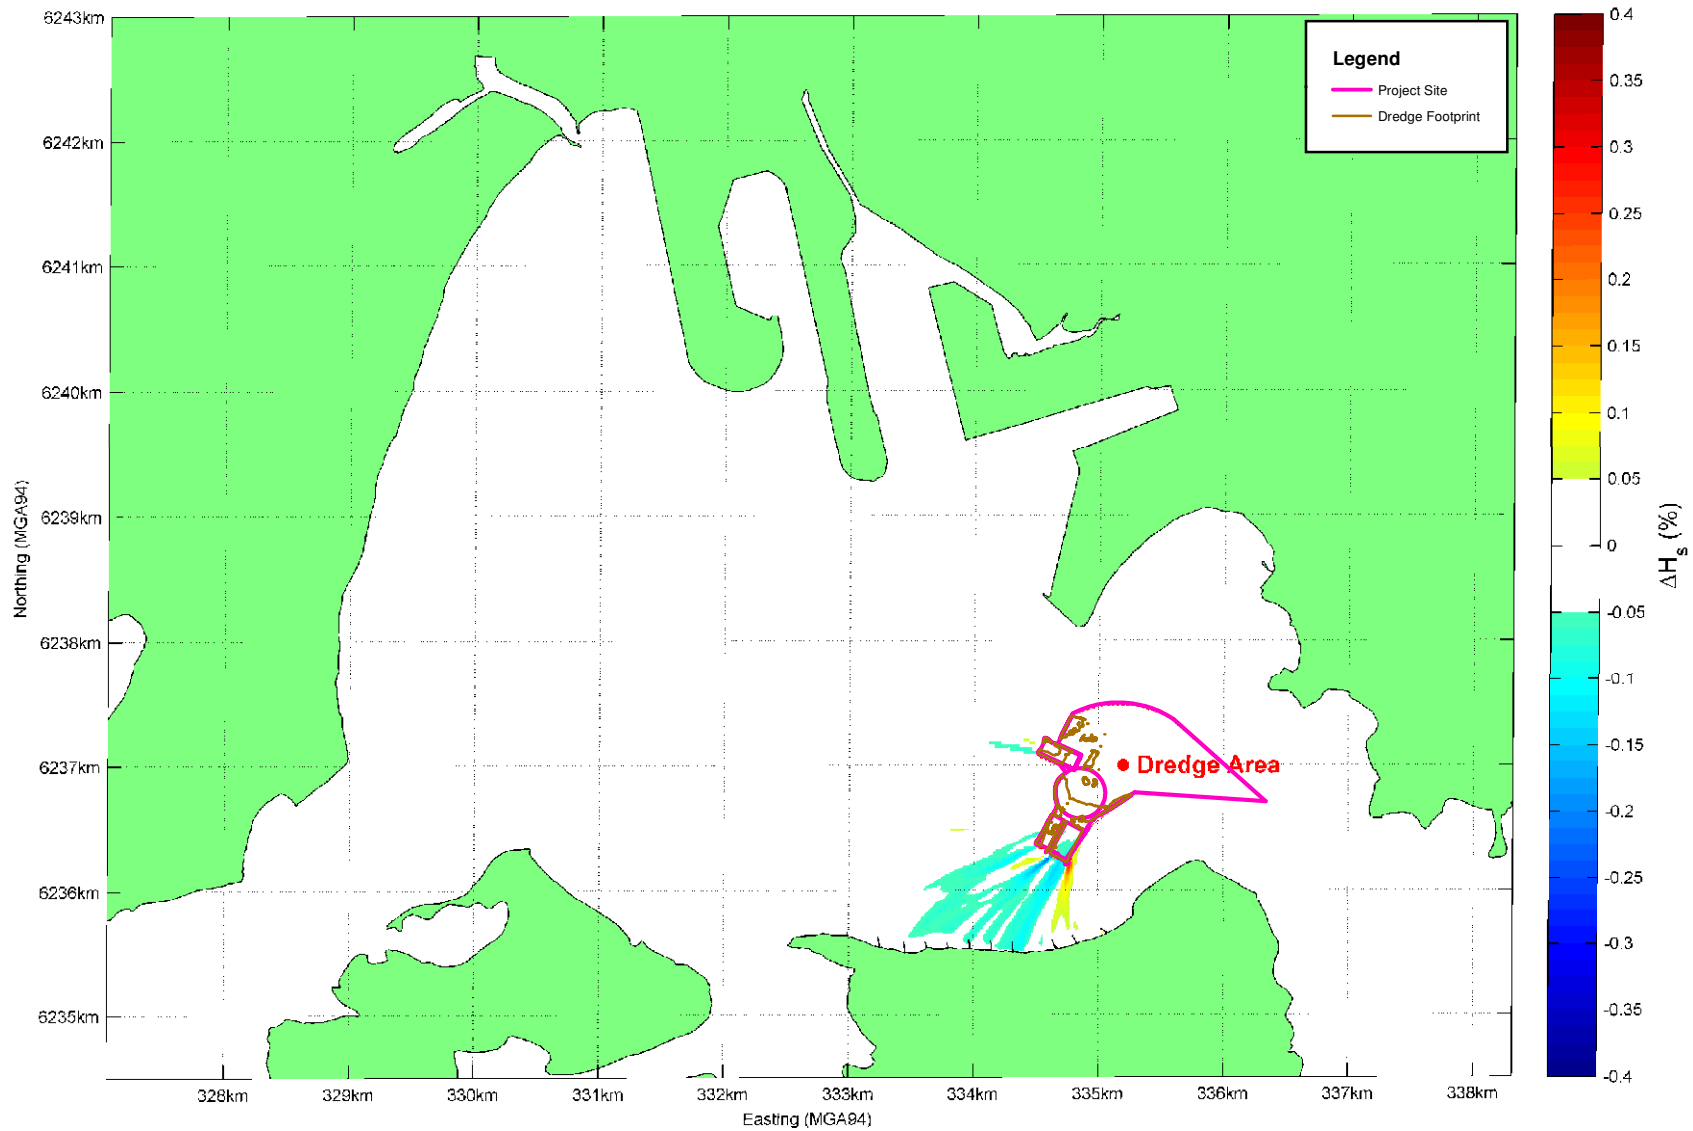 6243km
6242km
6241km
6240km
6239km
6238km
6237km
6236km
6235km
Northing (MGA94)
328km
329km
330km
331km
332km
333km
334km
335km
336km
337km
338km
Easting (MGA94)
Legend
Project Site
Dredge Footprint
Dredge Area
0.4
0.35
0.3
0.25
0.2
0.15
0.1
0.05
0
-0.05
-0.1
-0.15
-0.2
-0.25
-0.3
-0.35
-0.4
ΔHs (%)